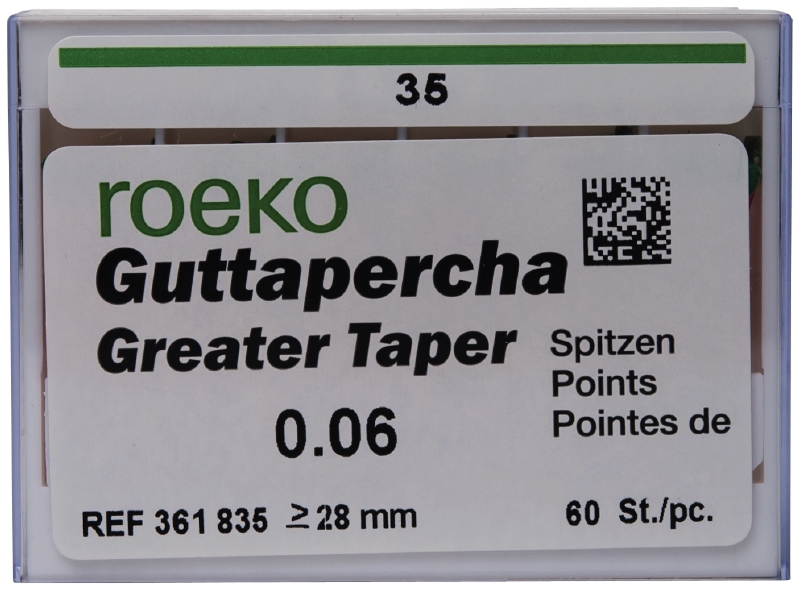 35
roeko
Guttapercha
Greater Taper
Spitzen
Points
Pointes de
0.06
REF 361 835 ≥28 mm
60 St./pc.